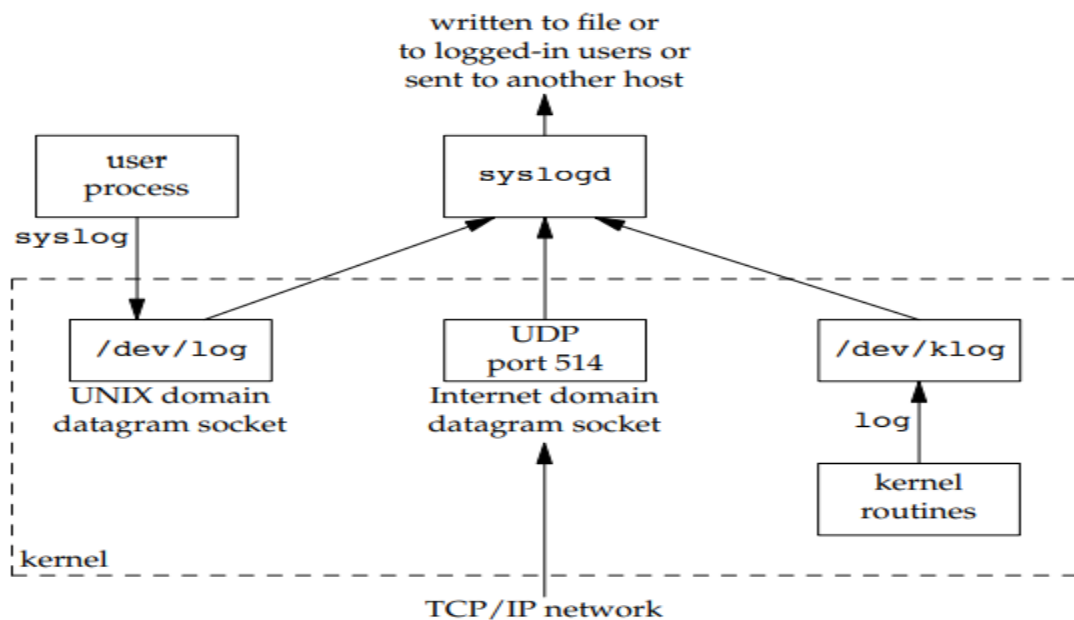 written to file or
to logged-in users or
sent to another host
user
process
syslogd
syslog
/dev/log
UNIX domain
datagram socket
UDP
port 514
Internet domain
datagram socket
/dev/klog
log
kernel
routines
kernel
TCP/IP network